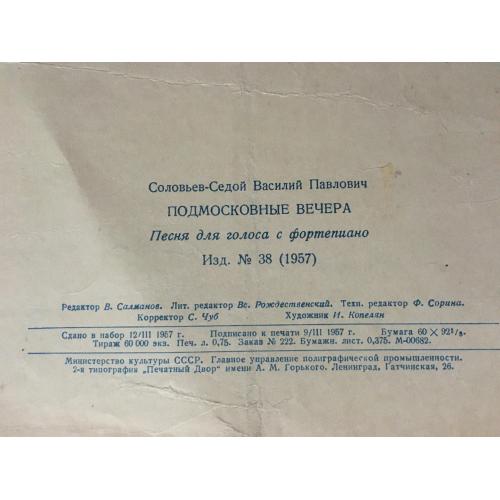 Соловьев-Седой Василий Павлович
ПОДМОСКОВНЫЕ ВЕЧЕРА
Песня для голоса с фортепиано
Изд. № 38 (1957)
Редактор В. Салманов. Лит. редактор Вс. Рождественский. Техн. редактор Ф. Сорина.
Корректор С. Чуб Художник И. Копелян
Сдано в набор 12/III 1957 г. Подписано к печати 9/III 1957 г. Бумага 60 × 92¹/₈.
Тираж 60 000 экз. Печ. л. 0,75. Заказ № 222. Бумажн. лист. 0,375. М-00682.
Министерство культуры СССР. Главное управление полиграфической промышленности.
2-я типография „Печатный Двор" имени А. М. Горького. Ленинград, Гатчинская, 26.